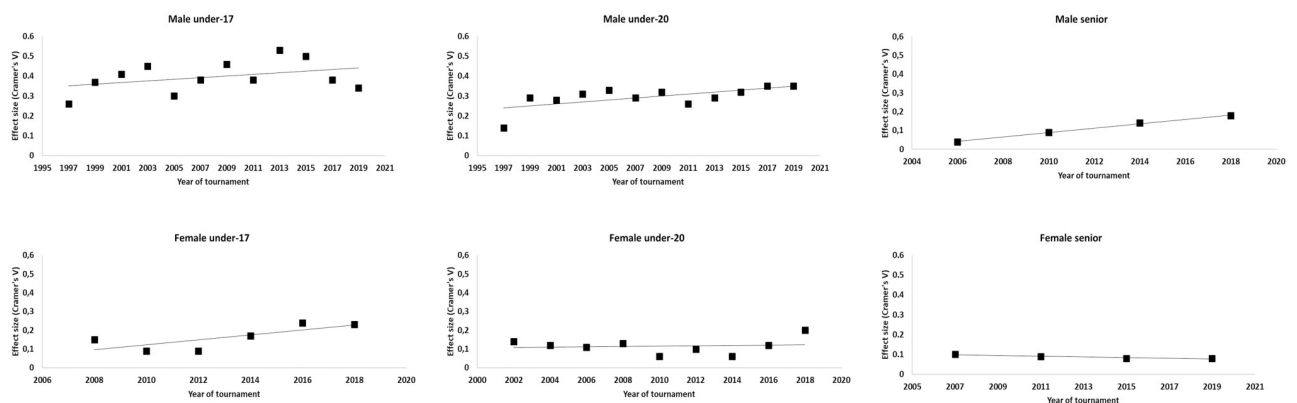 Male under-17
Effect size (Cramer's V)
0.6
0.5
0.4
0.3
0.2
0.1
0
1995 1997 1999 2001 2003 2005 2007 2009 2011 2013 2015 2017 2019 2021
Year of tournament
Male under-20
Effect size (Cramer's V)
0.6
0.5
0.4
0.3
0.2
0.1
0
1995 1997 1999 2001 2003 2005 2007 2009 2011 2013 2015 2017 2019 2021
Year of tournament
Male senior
Effect size (Cramer's V)
0.6
0,5
0,4
0,3
0,2
0,1
0
2004 2006 2008 2010 2012 2014 2016 2018 2020
Year of tournament
Female under-17
Effect size (Cramer's V)
0,6
0,5
0,4
0,3
0,2
0,1
0
2006 2008 2010 2012 2014 2016 2018 2020
Year of tournament
Female under-20
Effect size (Cramer's V)
0,6
0,5
0,4
0,3
0,2
0,1
0
2000 2002 2004 2006 2008 2010 2012 2014 2016 2018 2020
Year of tournament
Female senior
Effect size (Cramer's V)
0.6
0.5
0.4
0.3
0.2
0.1
0
2005 2007 2009 2011 2013 2015 2017 2019 2021
Year of tournament